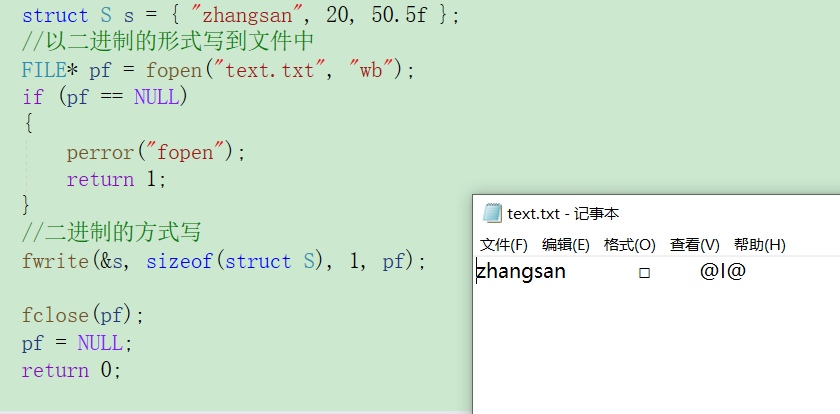 struct S s = { "zhangsan", 20, 50.5f };
//以二进制的形式写到文件中
FILE* pf = fopen("text.txt", "wb");
if (pf == NULL)
{
perror("fopen");
return 1;
}
//二进制的方式写
fwrite(&s, sizeof(struct S), 1, pf);
fclose(pf);
pf = NULL;
return 0;
text.txt - 记事本
文件(F) 编辑(E) 格式(O) 查看(V) 帮助(H)
zhangsan □ @I@